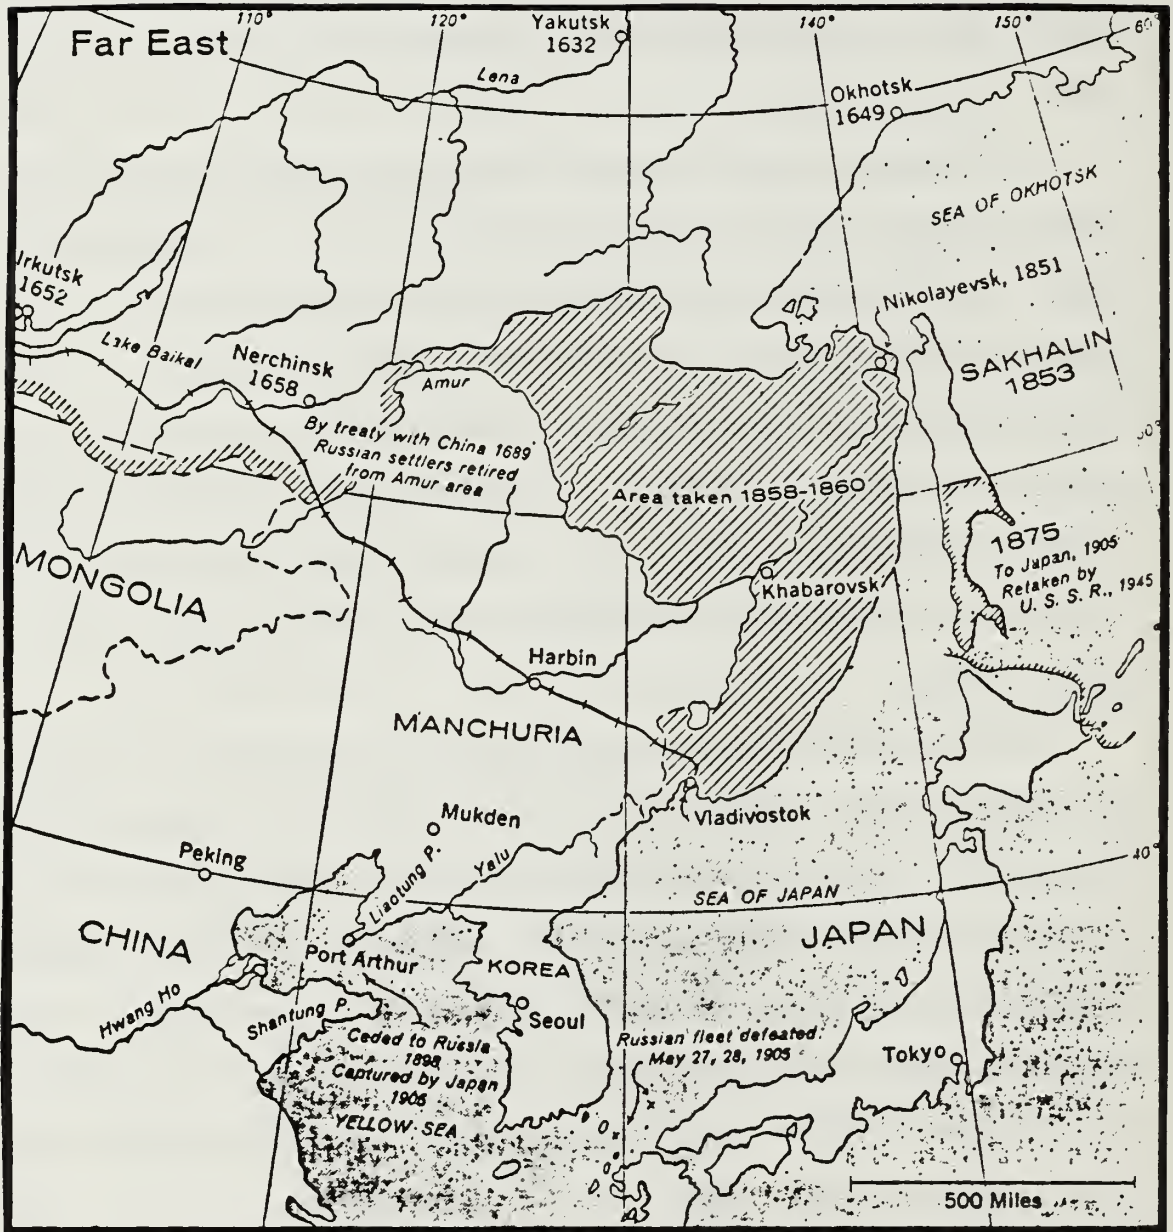 110°
120°
140°
150°
60°
Far East
Yakutsk
1632
Lena
Okhotsk
1649
SEA OF OKHOTSK
Irkutsk
1652
Lake Baikal
Nerchinsk
1658
Amur
Nikolayevsk, 1851
SAKHALIN
1853
By treaty with China 1689
Russian settlers retired
from Amur area
Area taken 1858-1860
50°
1875
To Japan, 1905
Retaken by
U. S. S. R., 1945
MONGOLIA
Khabarovsk
Harbin
MANCHURIA
Vladivostok
Mukden
Peking
Liaotung P.
Yalu
40°
SEA OF JAPAN
CHINA
Port Arthur
KOREA
JAPAN
Hwang Ho
Shantung P.
Seoul
Ceded to Russia
1898
Captured by Japan
1905
Russian fleet defeated
May 27, 28, 1905
Tokyo
YELLOW SEA
500 Miles